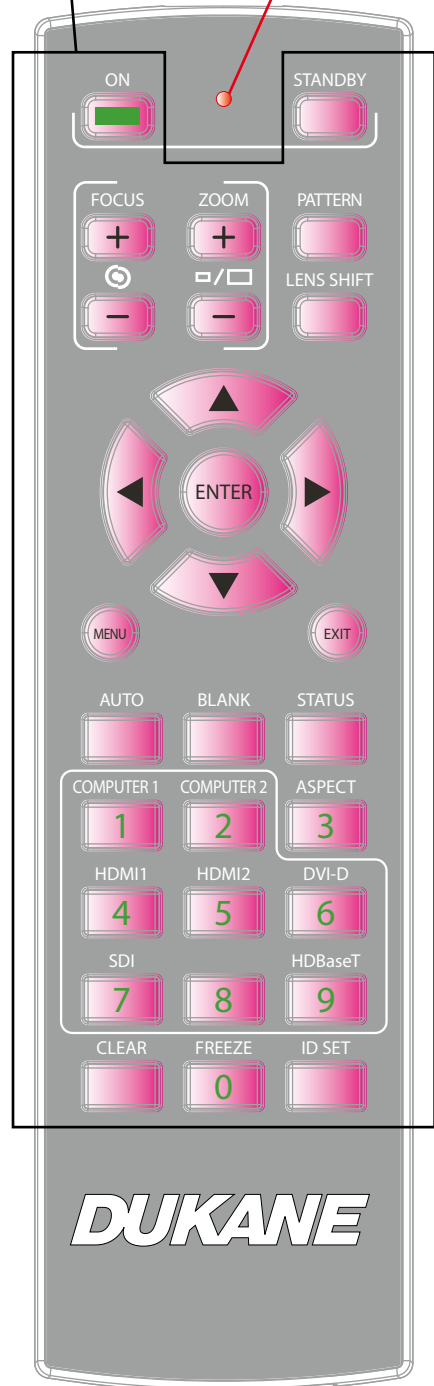 ON STANDBY
FOCUS ZOOM PATTERN
+ +
LENS SHIFT
− −
ENTER
MENU EXIT
AUTO BLANK STATUS
COMPUTER 1 COMPUTER 2 ASPECT
1 2 3
HDMI1 HDMI2 DVI-D
4 5 6
SDI HDBaseT
7 8 9
CLEAR FREEZE ID SET
0
DUKANE